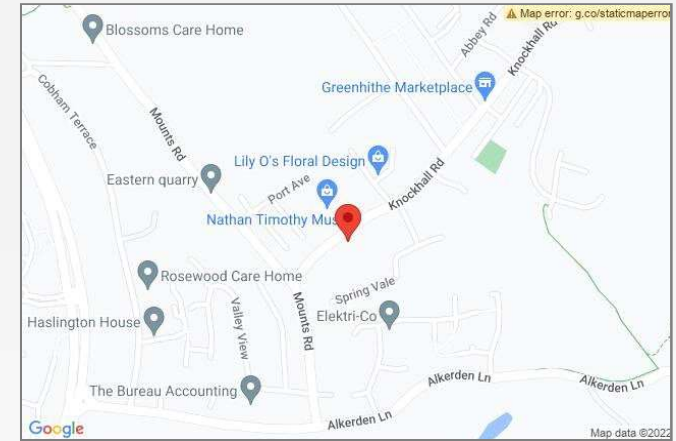 Map error: g.co/staticmaperror
Blossoms Care Home
Abbey Rd
Knockhall Rd
Cobham Terrace
Greenhithe Marketplace
Mounts Rd
Lily O's Floral Design
Eastern quarry
Port Ave
Knockhall Rd
Nathan Timothy Mus
Rosewood Care Home
Spring Vale
Haslington House
Valley View
Mounts Rd
Elektri-Co
The Bureau Accounting
Alkerden Ln
Alkerden Ln
Alkerden Ln
Google
Map data ©2022